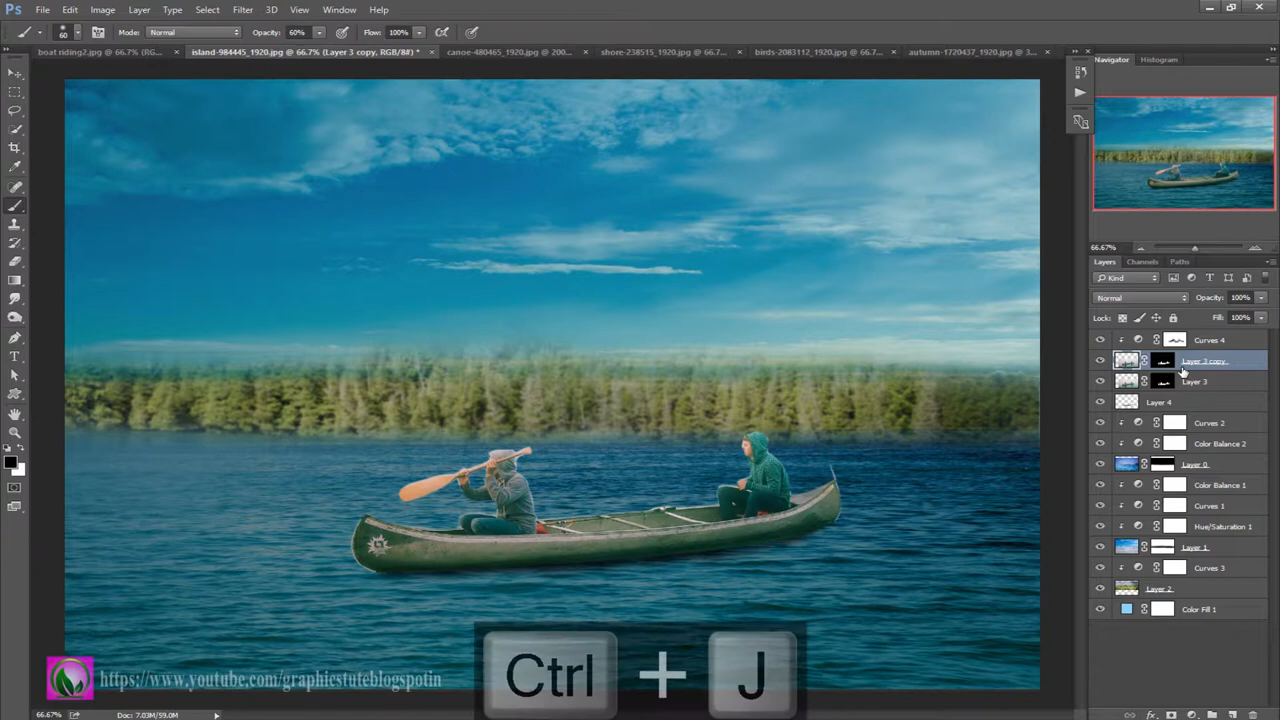 Ps File Edit Image Layer Type Select Filter 3D View Window Help
60 Mode: Normal Opacity: 60% Flow: 100%
boat riding2.jpg @ 66.7% (RG... × island-984445_1920.jpg @ 66.7% (Layer 3 copy, RGB/8#) * × canoe-480465_1920.jpg @ 200... × shore-238515_1920.jpg @ 66.7%... × birds-2083112_1920.jpg @ 66.7... × autumn-1720437_1920.jpg @ 3... ×
Navigator Histogram
66.67%
Layers Channels Paths
Kind
Normal Opacity: 100%
Lock: Fill: 100%
Curves 4
Layer 3 copy
Layer 3
Layer 4
Curves 2
Color Balance 2
Layer 0
Color Balance 1
Curves 1
Hue/Saturation 1
Layer 1
Curves 3
Layer 2
Color Fill 1
Ctrl + J
https://www.youtube.com/graphicstuteblogspotin
66.67% Doc: 7.03M/59.0M